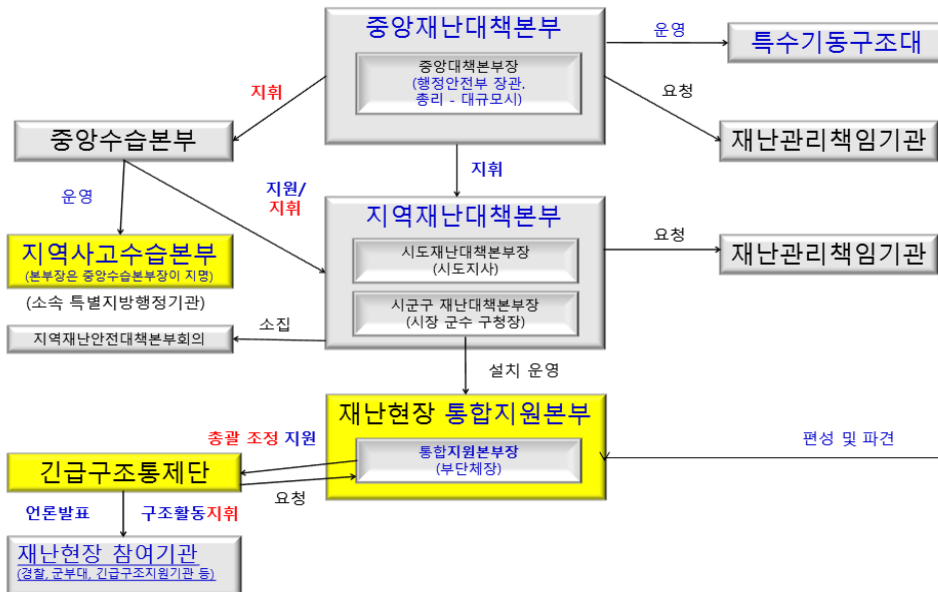 중앙재난대책본부
중앙대책본부장
(행정안전부 장관.
총리 - 대규모시)
운영
특수기동구조대
요청
재난관리책임기관
지휘
중앙수습본부
지휘
운영
지원/
지휘
지역사고수습본부
(본부장은 중앙수습본부장이 지명)
(소속 특별지방행정기관)
지역재난대책본부
시도재난대책본부장
(시도지사)
시군구 재난대책본부장
(시장 군수 구청장)
요청
재난관리책임기관
소집
지역재난안전대책본부회의
설치 운영
재난현장 통합지원본부
통합지원본부장
(부단체장)
편성 및 파견
총괄 조정 지원
긴급구조통제단
요청
언론발표
구조활동지휘
재난현장 참여기관
(경찰, 군부대, 긴급구조지원기관 등)